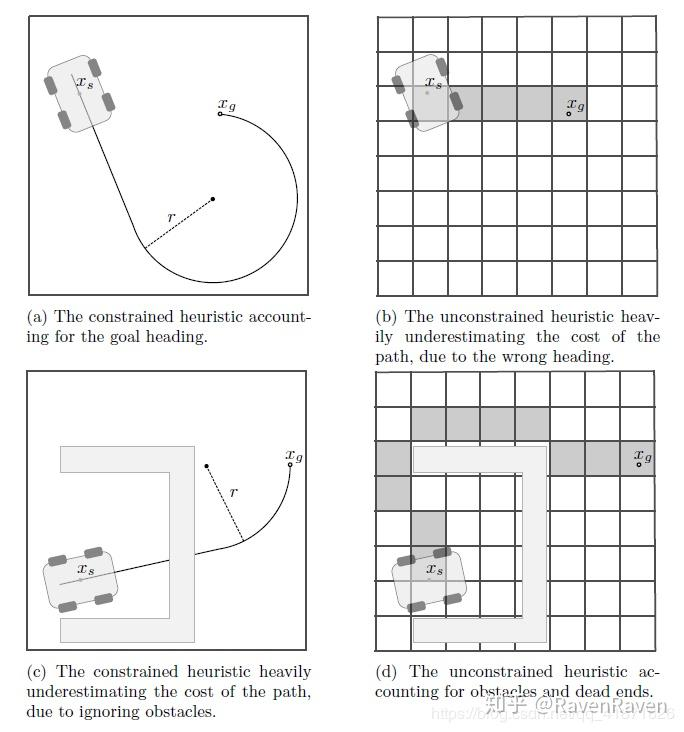 x_s
x_g
r
x_s
x_g
(a) The constrained heuristic account-
ing for the goal heading.
(b) The unconstrained heuristic heav-
ily underestimating the cost of the
path, due to the wrong heading.
x_g
r
x_s
x_g
x_s
(c) The constrained heuristic heavily
underestimating the cost of the path,
due to ignoring obstacles.
(d) The unconstrained heuristic ac-
counting for obstacles and dead ends.
知乎 @RavenRaven